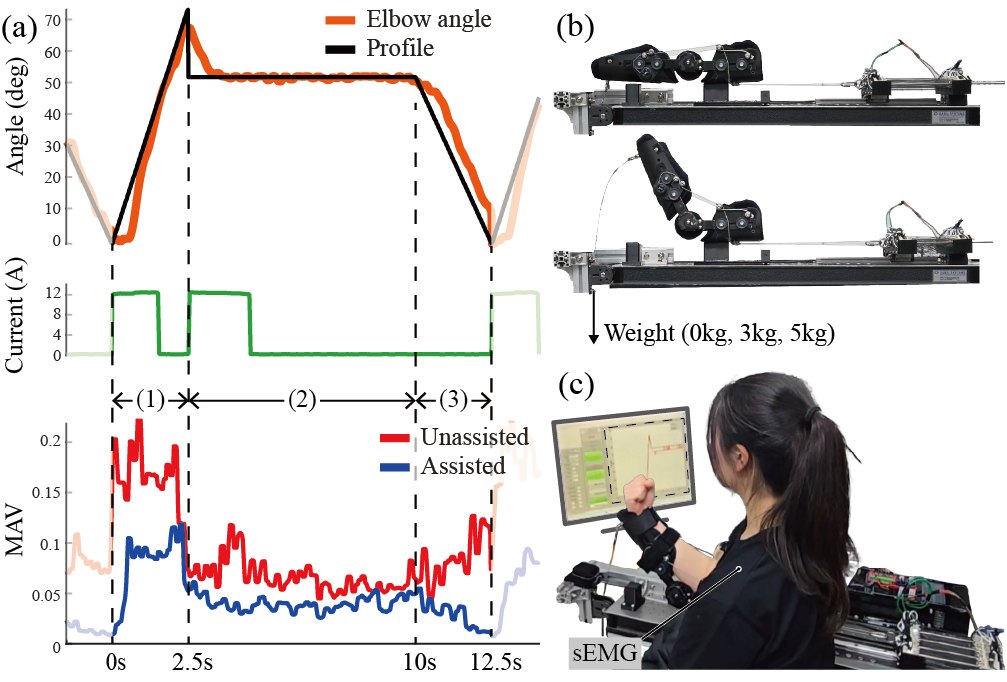 (a)
Elbow angle
Profile
Angle (deg)
70
60
50
40
30
20
10
0
Current (A)
12
8
4
0
(1)
(2)
(3)
Unassisted
Assisted
MAV
0.2
0.15
0.1
0.05
0
0s
2.5s
10s
12.5s
(b)
Weight (0kg, 3kg, 5kg)
(c)
sEMG